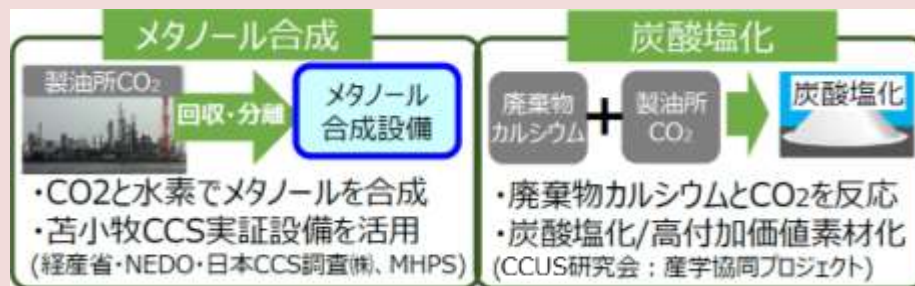 メタノール合成
製油所CO₂
回収・分離
メタノール
合成設備
・CO2と水素でメタノールを合成
・苫小牧CCS実証設備を活用
(経産省・NEDO・日本CCS調査㈱、MHPS)
炭酸塩化
廃棄物
カルシウム
+
製油所
CO₂
炭酸塩化
・廃棄物カルシウムとCO₂を反応
・炭酸塩化/高付加価値素材化
(CCUS研究会：産学協同プロジェクト)